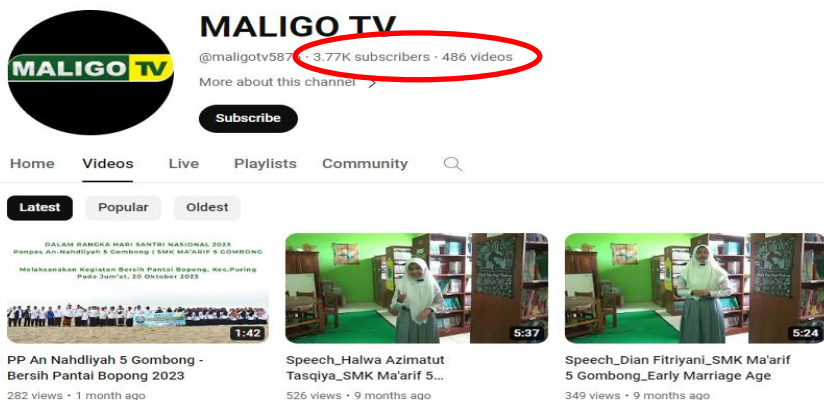 MALIGO TV
MALIGO TV
· 3.77K subscribers · 486 videos
More about this channel >
Subscribe
Home Videos Live Playlists Community
Latest Popular Oldest
DALAM RANGKA HARI SANTRI NASIONAL 2023
Ponpes An-Nahdliyah 5 Gombong | SMK MA'ARIF 5 GOMBONG
Melaksanakan Kegiatan Bersih Pantai Bopong, Kec.Puring
Pada Jum'at, 20 Oktober 2023
1:42
5:37
5:24
PP An Nahdliyah 5 Gombong -
Bersih Pantai Bopong 2023
282 views • 1 month ago
Speech_Halwa Azimatut
Tasqiya_SMK Ma'arif 5...
526 views • 9 months ago
Speech_Dian Fitriyani_SMK Ma'arif
5 Gombong_Early Marriage Age
349 views • 9 months ago